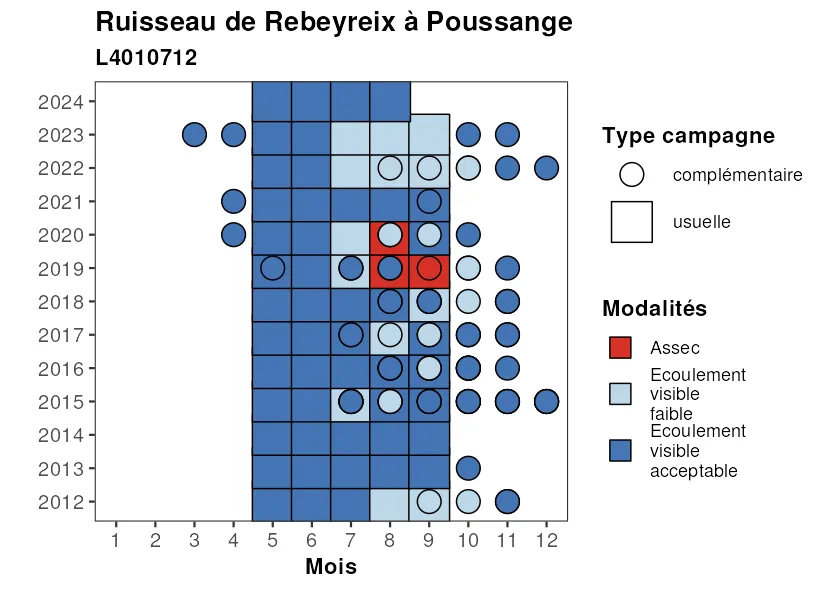 Ruisseau de Rebeyreix à Poussange
L4010712
2024
2023
2022
2021
2020
2019
2018
2017
2016
2015
2014
2013
2012
1 2 3 4 5 6 7 8 9 10 11 12
Mois
Type campagne
complémentaire
usuelle
Modalités
Assec
Ecoulement
visible
faible
Ecoulement
visible
acceptable